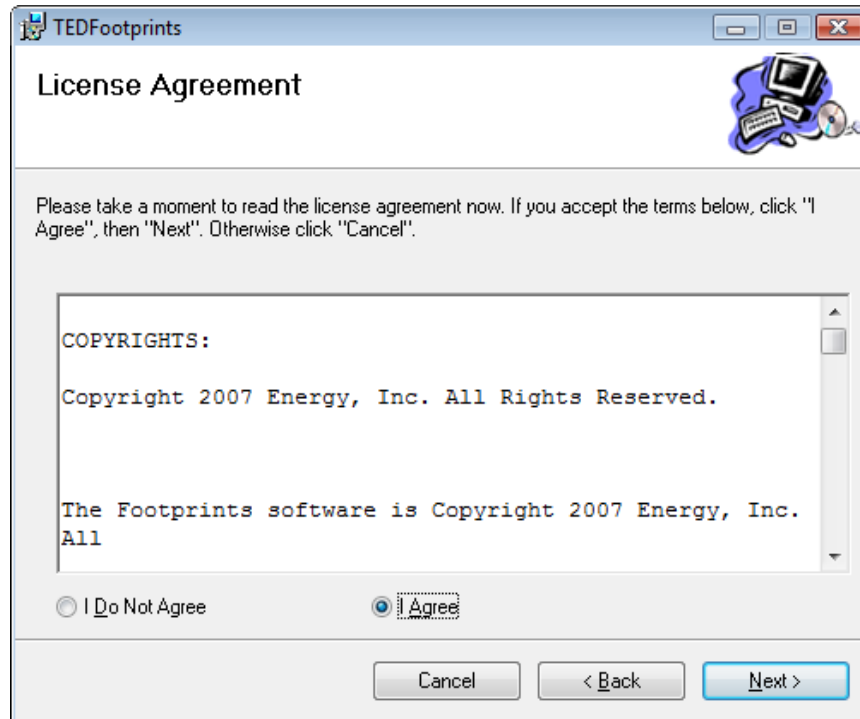 TEDFootprints
License Agreement
Please take a moment to read the license agreement now. If you accept the terms below, click "I
Agree", then "Next". Otherwise click "Cancel".
COPYRIGHTS:
Copyright 2007 Energy, Inc. All Rights Reserved.
The Footprints software is Copyright 2007 Energy, Inc.
All
I Do Not Agree
I Agree
Cancel
< Back
Next >